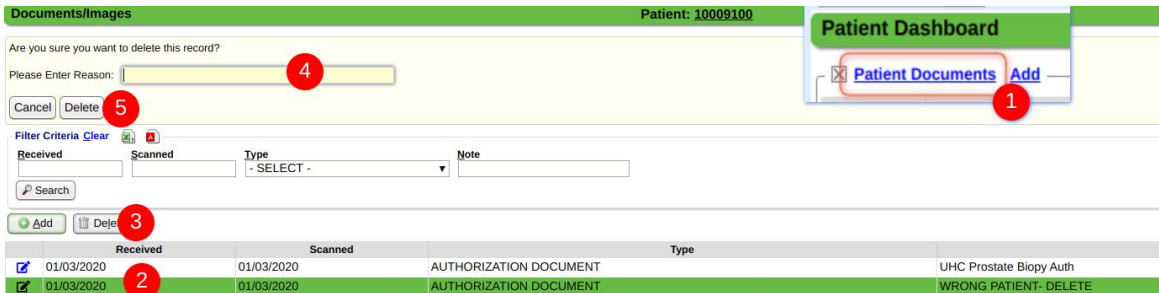 Documents/Images Patient: 10009100
Patient Dashboard
Patient Documents Add
1
Are you sure you want to delete this record?
Please Enter Reason: 4
Cancel Delete 5
Filter Criteria Clear
Received Scanned Type Note
- SELECT -
Search
Add Delet 3
Received Scanned Type
01/03/2020 01/03/2020 AUTHORIZATION DOCUMENT UHC Prostate Biopy Auth
01/03/2020 2 01/03/2020 AUTHORIZATION DOCUMENT WRONG PATIENT- DELETE